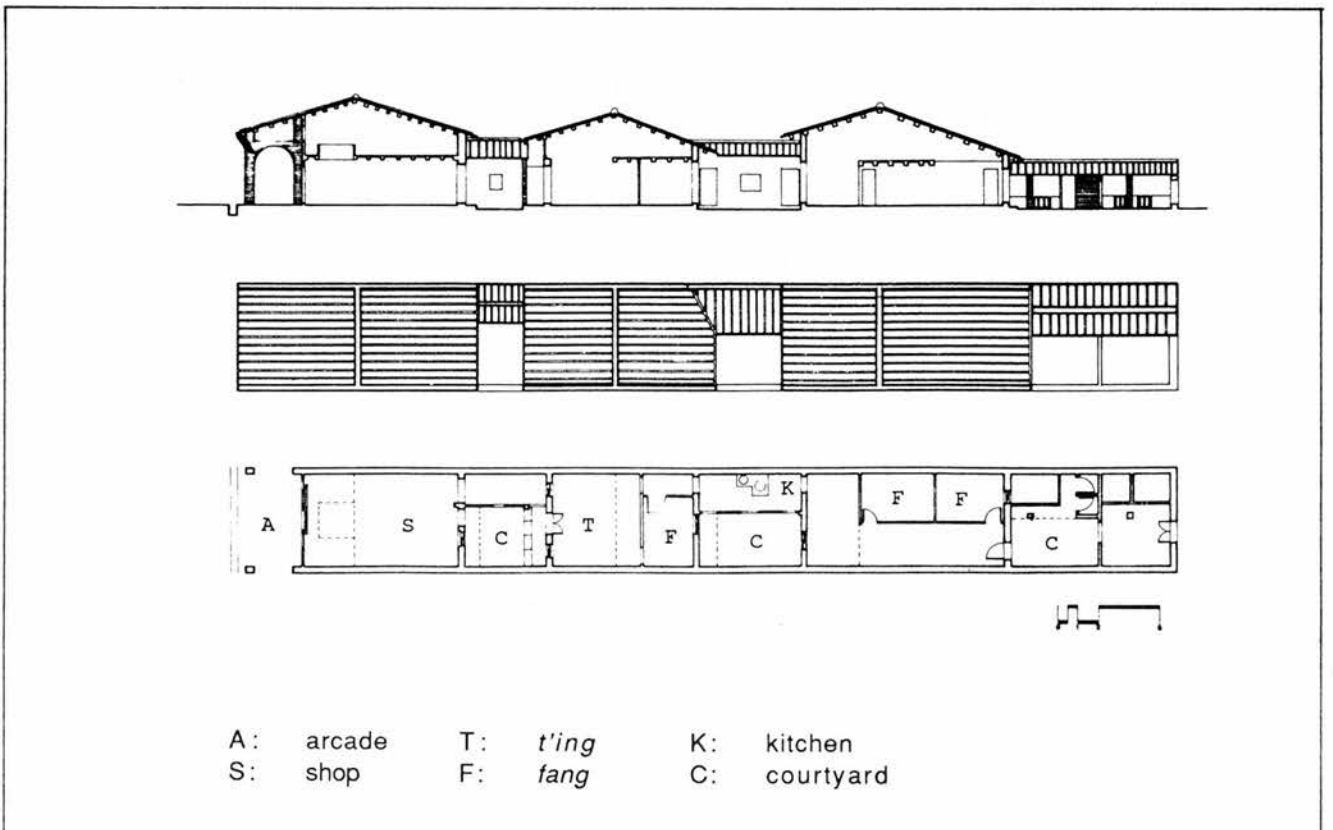 A S C T F K C F F C
A: arcade T: t'ing K: kitchen
S: shop F: fang C: courtyard